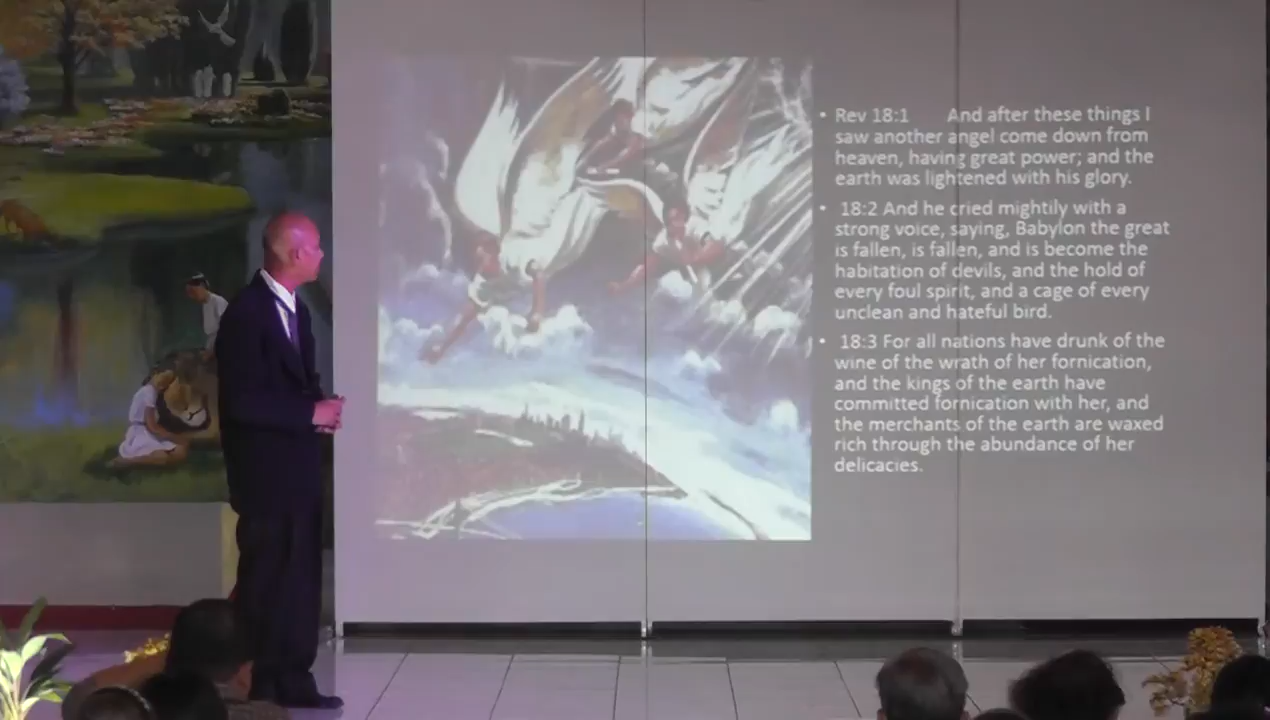 • Rev 18:1 And after these things I
saw another angel come down from
heaven, having great power; and the
earth was lightened with his glory.
• 18:2 And he cried mightily with a
strong voice, saying, Babylon the great
is fallen, is fallen, and is become the
habitation of devils, and the hold of
every foul spirit, and a cage of every
unclean and hateful bird.
• 18:3 For all nations have drunk of the
wine of the wrath of her fornication,
and the kings of the earth have
committed fornication with her, and
the merchants of the earth are waxed
rich through the abundance of her
delicacies.